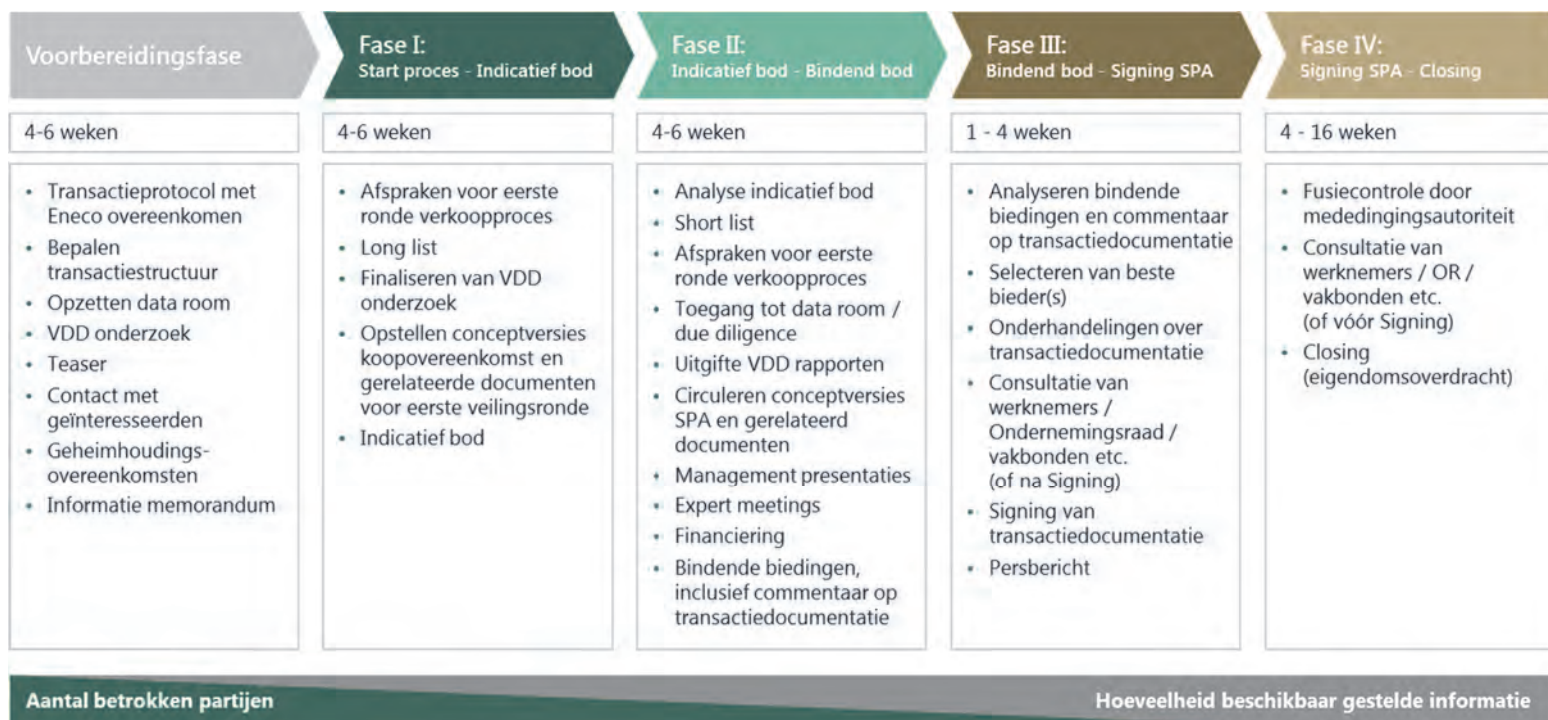 Voorbereidingsfase
Fase I:
Start proces - Indicatief bod
Fase II:
Indicatief bod - Bindend bod
Fase III:
Bindend bod - Signing SPA
Fase IV:
Signing SPA - Closing
4-6 weken
4-6 weken
4-6 weken
1 - 4 weken
4 - 16 weken
• Transactieprotocol met
Eneco overeenkomen
• Bepalen
transactiestructuur
• Opzetten data room
• VDD onderzoek
• Teaser
• Contact met
geïnteresseerden
• Geheimhoudings-
overeenkomsten
• Informatie memorandum
• Afspraken voor eerste
ronde verkoopproces
• Long list
• Finaliseren van VDD
onderzoek
• Opstellen conceptversies
koopovereenkomst en
gerelateerde documenten
voor eerste veilingsronde
• Indicatief bod
• Analyse indicatief bod
• Short list
• Afspraken voor eerste
ronde verkoopproces
• Toegang tot data room /
due diligence
• Uitgifte VDD rapporten
• Circuleren conceptversies
SPA en gerelateerd
documenten
• Management presentaties
• Expert meetings
• Financiering
• Bindende biedingen,
inclusief commentaar op
transactiedocumentatie
• Analyseren bindende
biedingen en commentaar
op transactiedocumentatie
• Selecteren van beste
bieder(s)
• Onderhandelingen over
transactiedocumentatie
• Consultatie van
werknemers /
Ondernemingsraad /
vakbonden etc.
(of na Signing)
• Signing van
transactiedocumentatie
• Persbericht
• Fusiecontrole door
mededingingsautoriteit
• Consultatie van
werknemers / OR /
vakbonden etc.
(of vóór Signing)
• Closing
(eigendomsoverdracht)
Aantal betrokken partijen
Hoeveelheid beschikbaar gestelde informatie